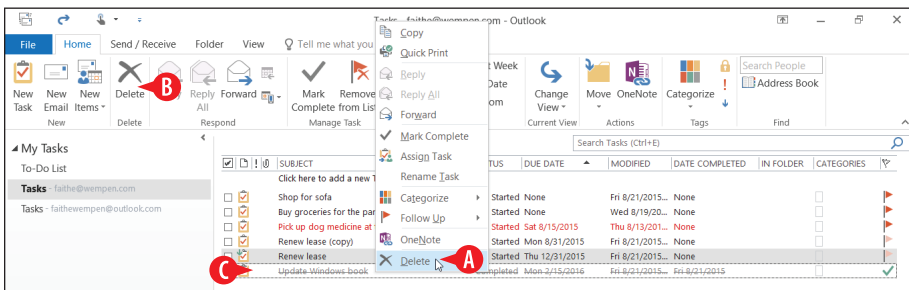 Tasks - faithe@wempen.com - Outlook
File Home Send / Receive Folder View Tell me what you
New Task
New Email
New Items
Delete
Reply All
Forward
Mark Complete
Remove from List
t Week
Date
om
Change View
Move
OneNote
Categorize
Search People
Address Book
New Delete Respond Manage Task Current View Actions Tags Find
Copy
Quick Print
Reply
Reply All
Forward
Mark Complete
Assign Task
Rename Task
Categorize
Follow Up
OneNote
Delete
A
B
C
My Tasks
To-Do List
Tasks - faithe@wempen.com
Tasks - faithewempen@outlook.com
Search Tasks (Ctrl+E)
SUBJECT TUS DUE DATE MODIFIED DATE COMPLETED IN FOLDER CATEGORIES
Click here to add a new T
Shop for sofa Started None Fri 8/21/2015... None
Buy groceries for the par Started None Wed 8/19/20... None
Pick up dog medicine at Started Sat 8/15/2015 Thu 8/13/201... None
Renew lease (copy) Started Mon 8/31/2015 Fri 8/21/2015... None
Renew lease Started Thu 12/31/2015 Fri 8/21/2015... None
Update Windows book ompleted Mon 2/15/2016 Fri 8/21/2015... Fri 8/21/2015